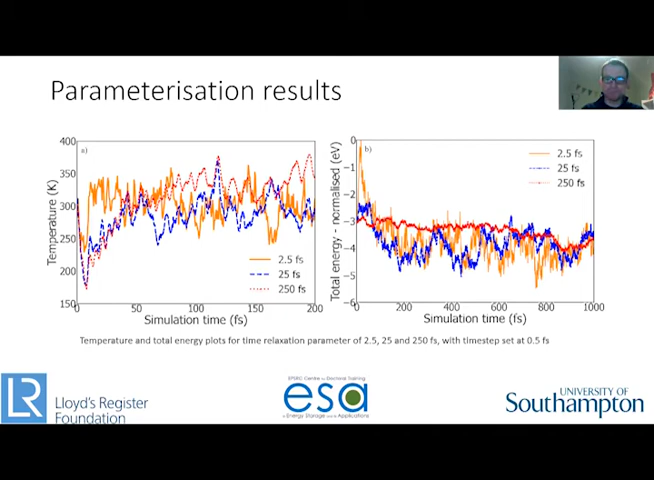 Parameterisation results
a)
400
350
300
250
200
150
Temperature (K)
2.5 fs
25 fs
250 fs
0
50
100
150
200
Simulation time (fs)
b)
0
−1
−2
−3
−4
−5
−6
Total energy - normalised (eV)
2.5 fs
25 fs
250 fs
0
200
400
600
800
1000
Simulation time (fs)
Temperature and total energy plots for time relaxation parameter of 2.5, 25 and 250 fs, with timestep set at 0.5 fs
LR
Lloyd's Register
Foundation
EPSRC Centre for Doctoral Training
esa
in Energy Storage and its Applications
UNIVERSITY OF
Southampton